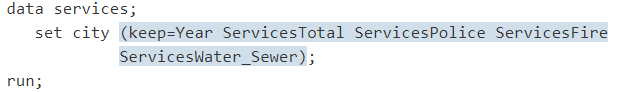 data services;
   set city (keep=Year ServicesTotal ServicesPolice ServicesFire
             ServicesWater_Sewer);
run;